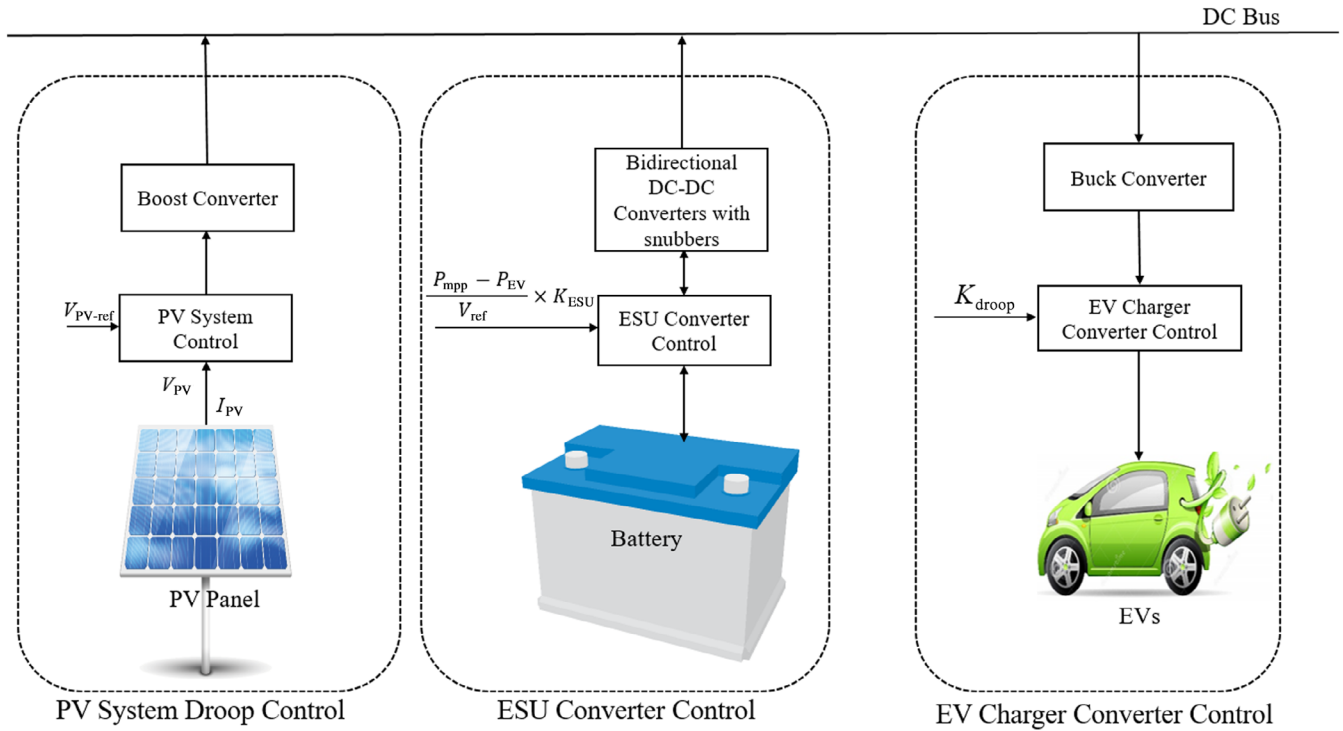 DC Bus
Boost Converter
V_PV-ref
PV System
Control
V_PV
I_PV
PV Panel
PV System Droop Control
Bidirectional
DC-DC
Converters with
snubbers
(P_mpp − P_EV)/V_ref × K_ESU
ESU Converter
Control
Battery
ESU Converter Control
Buck Converter
K_droop
EV Charger
Converter Control
EVs
EV Charger Converter Control